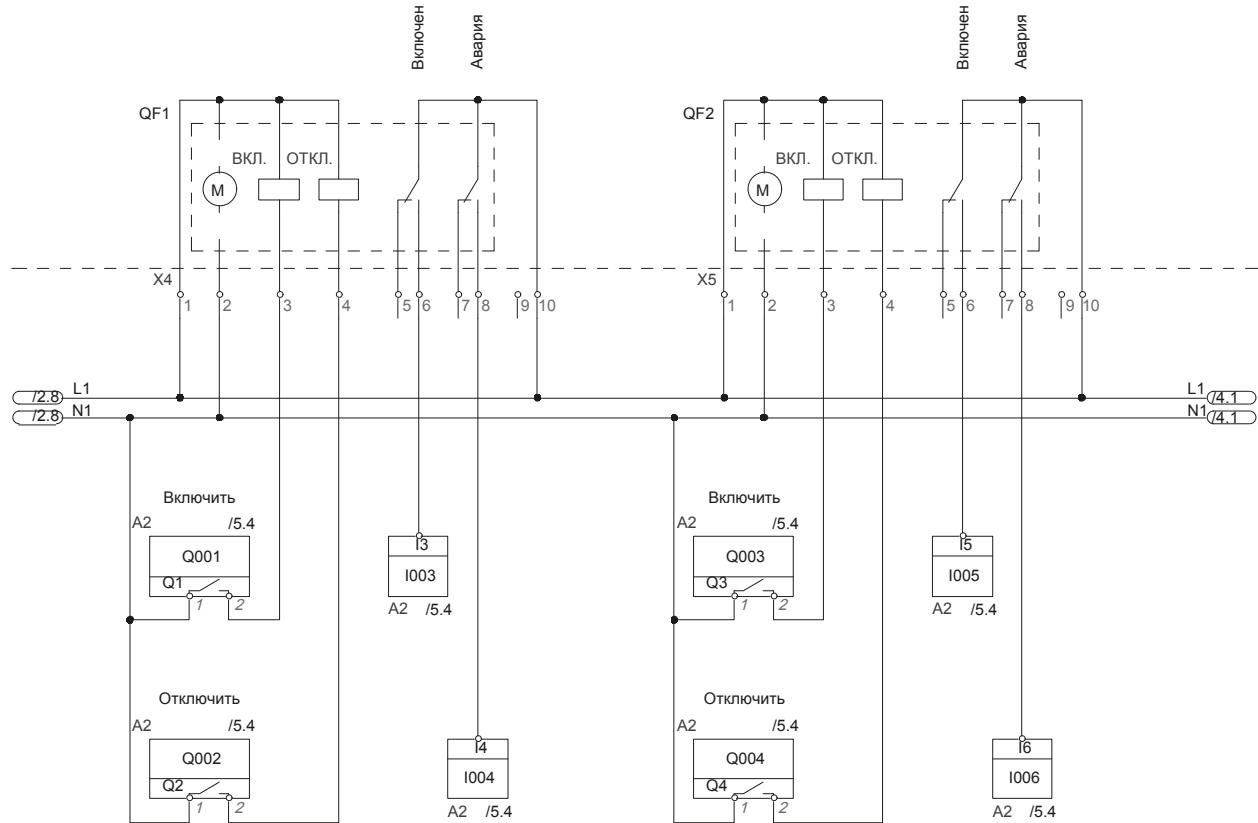 Включен Авария Включен Авария
QF1 QF2
ВКЛ. ОТКЛ. ВКЛ. ОТКЛ.
M M
X4 X5
1 2 3 4 5 6 7 8 9 10 1 2 3 4 5 6 7 8 9 10
/2.8 L1 L1 /4.1
/2.8 N1 N1 /4.1
Включить Включить
A2 /5.4 A2 /5.4
Q001 I3 Q003 I5
Q1 I003 Q3 I005
1 2 1 2
A2 /5.4 A2 /5.4
Отключить Отключить
A2 /5.4 A2 /5.4
Q002 I4 Q004 I6
Q2 I004 Q4 I006
1 2 1 2
A2 /5.4 A2 /5.4